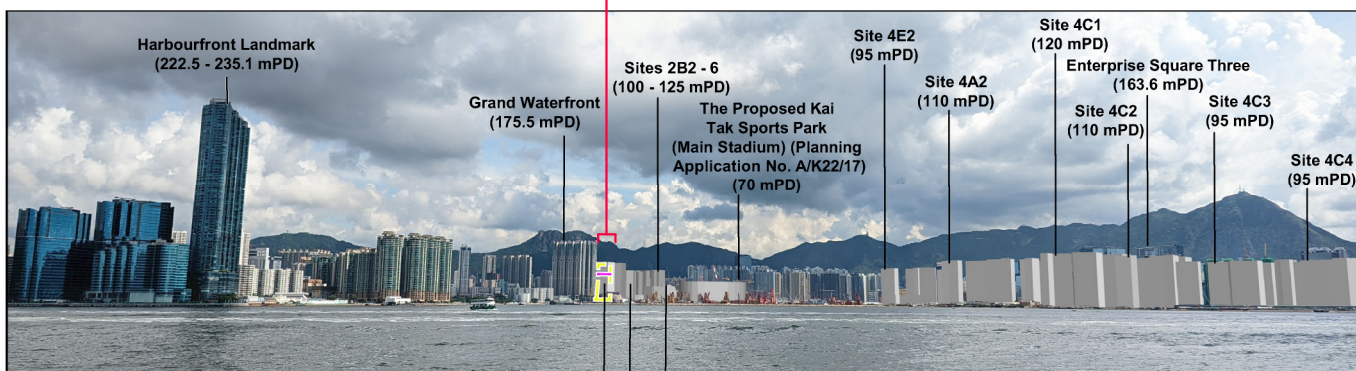 Harbourfront Landmark
(222.5 - 235.1 mPD)
Grand Waterfront
(175.5 mPD)
Sites 2B2 - 6
(100 - 125 mPD)
The Proposed Kai
Tak Sports Park
(Main Stadium) (Planning
Application No. A/K22/17)
(70 mPD)
Site 4E2
(95 mPD)
Site 4A2
(110 mPD)
Site 4C1
(120 mPD)
Enterprise Square Three
(163.6 mPD)
Site 4C2
(110 mPD)
Site 4C3
(95 mPD)
Site 4C4
(95 mPD)